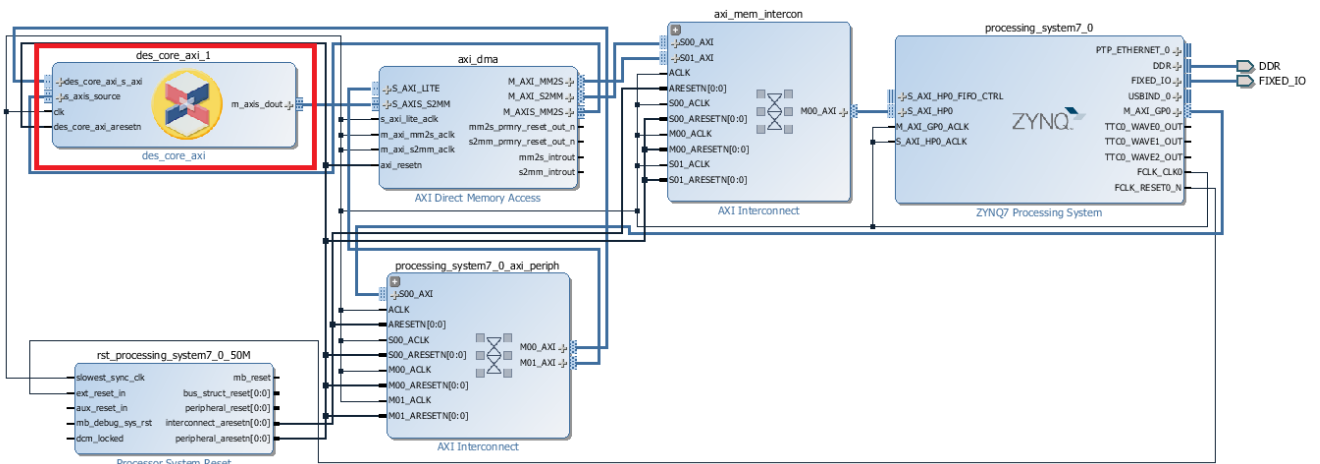 des_core_axi_1
des_core_axi_s_axi
s_axis_source
clk
des_core_axi_aresetn
m_axis_dout
des_core_axi
axi_dma
S_AXI_LITE
S_AXIS_S2MM
s_axi_lite_aclk
m_axi_mm2s_aclk
m_axi_s2mm_aclk
axi_resetn
M_AXI_MM2S
M_AXI_S2MM
M_AXIS_MM2S
mm2s_prmry_reset_out_n
s2mm_prmry_reset_out_n
mm2s_introut
s2mm_introut
AXI Direct Memory Access
axi_mem_intercon
S00_AXI
S01_AXI
ACLK
ARESETN[0:0]
S00_ACLK
S00_ARESETN[0:0]
M00_ACLK
M00_ARESETN[0:0]
S01_ACLK
S01_ARESETN[0:0]
M00_AXI
AXI Interconnect
processing_system7_0
S_AXI_HP0_FIFO_CTRL
S_AXI_HP0
M_AXI_GP0_ACLK
S_AXI_HP0_ACLK
ZYNQ
PTP_ETHERNET_0
DDR
FIXED_IO
USBIND_0
M_AXI_GP0
TTC0_WAVE0_OUT
TTC0_WAVE1_OUT
TTC0_WAVE2_OUT
FCLK_CLK0
FCLK_RESET0_N
ZYNQ7 Processing System
DDR
FIXED_IO
processing_system7_0_axi_periph
S00_AXI
ACLK
ARESETN[0:0]
S00_ACLK
S00_ARESETN[0:0]
M00_ACLK
M00_ARESETN[0:0]
M01_ACLK
M01_ARESETN[0:0]
M00_AXI
M01_AXI
AXI Interconnect
rst_processing_system7_0_50M
slowest_sync_clk
ext_reset_in
aux_reset_in
mb_debug_sys_rst
dcm_locked
mb_reset
bus_struct_reset[0:0]
peripheral_reset[0:0]
interconnect_aresetn[0:0]
peripheral_aresetn[0:0]
Processor System Reset